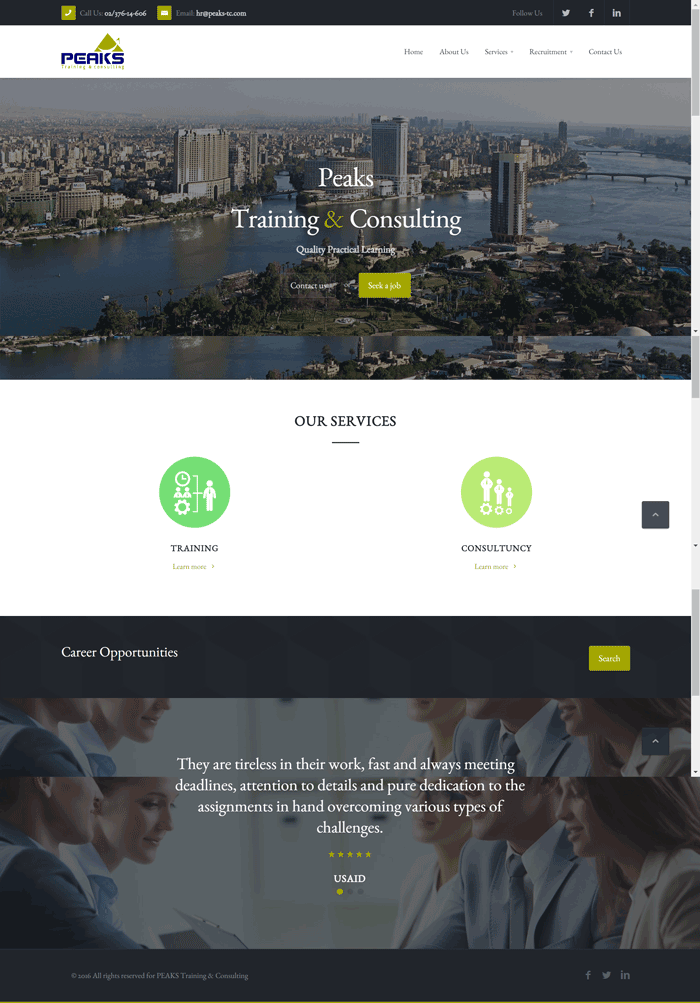 Call Us: 02/376-14-606 Email: hr@peaks-tc.com Follow Us
PEAKS
Training & Consulting
Home About Us Services Recruitment Contact Us
Peaks
Training & Consulting
Quality Practical Learning
Contact us Seek a job
OUR SERVICES
TRAINING CONSULTUNCY
Learn more Learn more
Career Opportunities
Search
They are tireless in their work, fast and always meeting
deadlines, attention to details and pure dedication to the
assignments in hand overcoming various types of
challenges.
USAID
© 2016 All rights reserved for PEAKS Training & Consulting